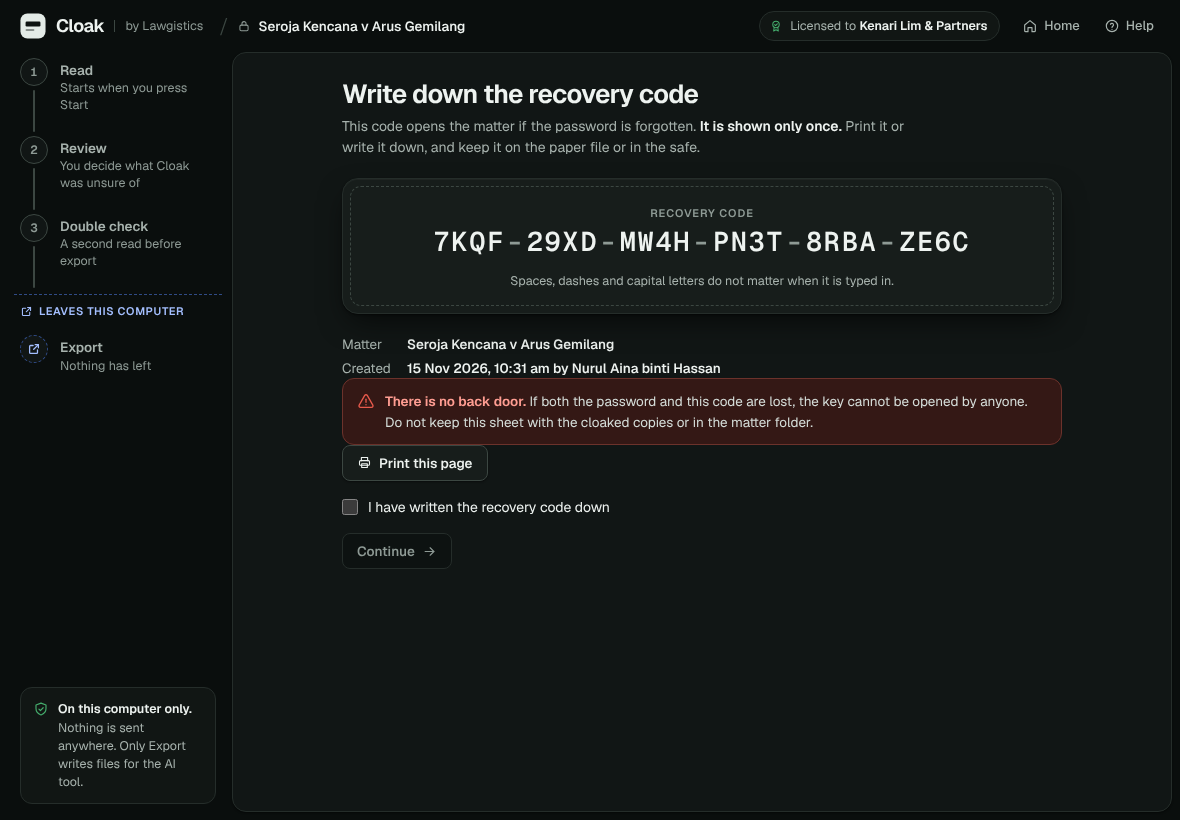 Cloak by Lawgistics / Seroja Kencana v Arus Gemilang
Licensed to Kenari Lim & Partners
Home
Help
1 Read
Starts when you press
Start
2 Review
You decide what Cloak
was unsure of
3 Double check
A second read before
export
LEAVES THIS COMPUTER
Export
Nothing has left
On this computer only.
Nothing is sent
anywhere. Only Export
writes files for the AI
tool.
Write down the recovery code
This code opens the matter if the password is forgotten. It is shown only once. Print it or
write it down, and keep it on the paper file or in the safe.
RECOVERY CODE
7KQF-29XD-MW4H-PN3T-8RBA-ZE6C
Spaces, dashes and capital letters do not matter when it is typed in.
Matter Seroja Kencana v Arus Gemilang
Created 15 Nov 2026, 10:31 am by Nurul Aina binti Hassan
There is no back door. If both the password and this code are lost, the key cannot be opened by anyone.
Do not keep this sheet with the cloaked copies or in the matter folder.
Print this page
I have written the recovery code down
Continue →